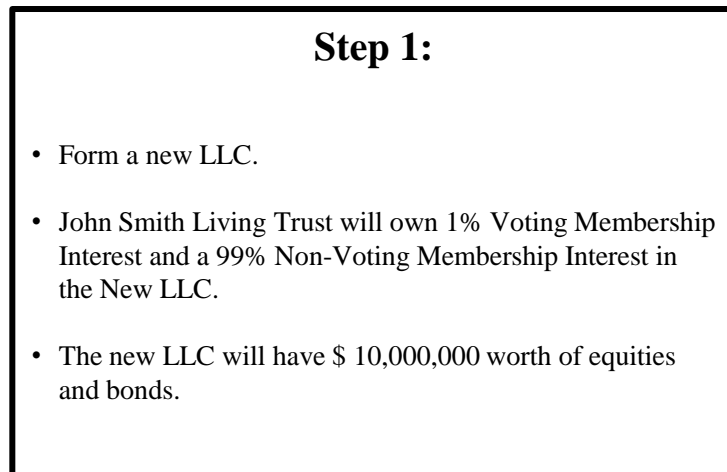 Step 1:
• Form a new LLC.
• John Smith Living Trust will own 1% Voting Membership
Interest and a 99% Non-Voting Membership Interest in
the New LLC.
• The new LLC will have $ 10,000,000 worth of equities
and bonds.